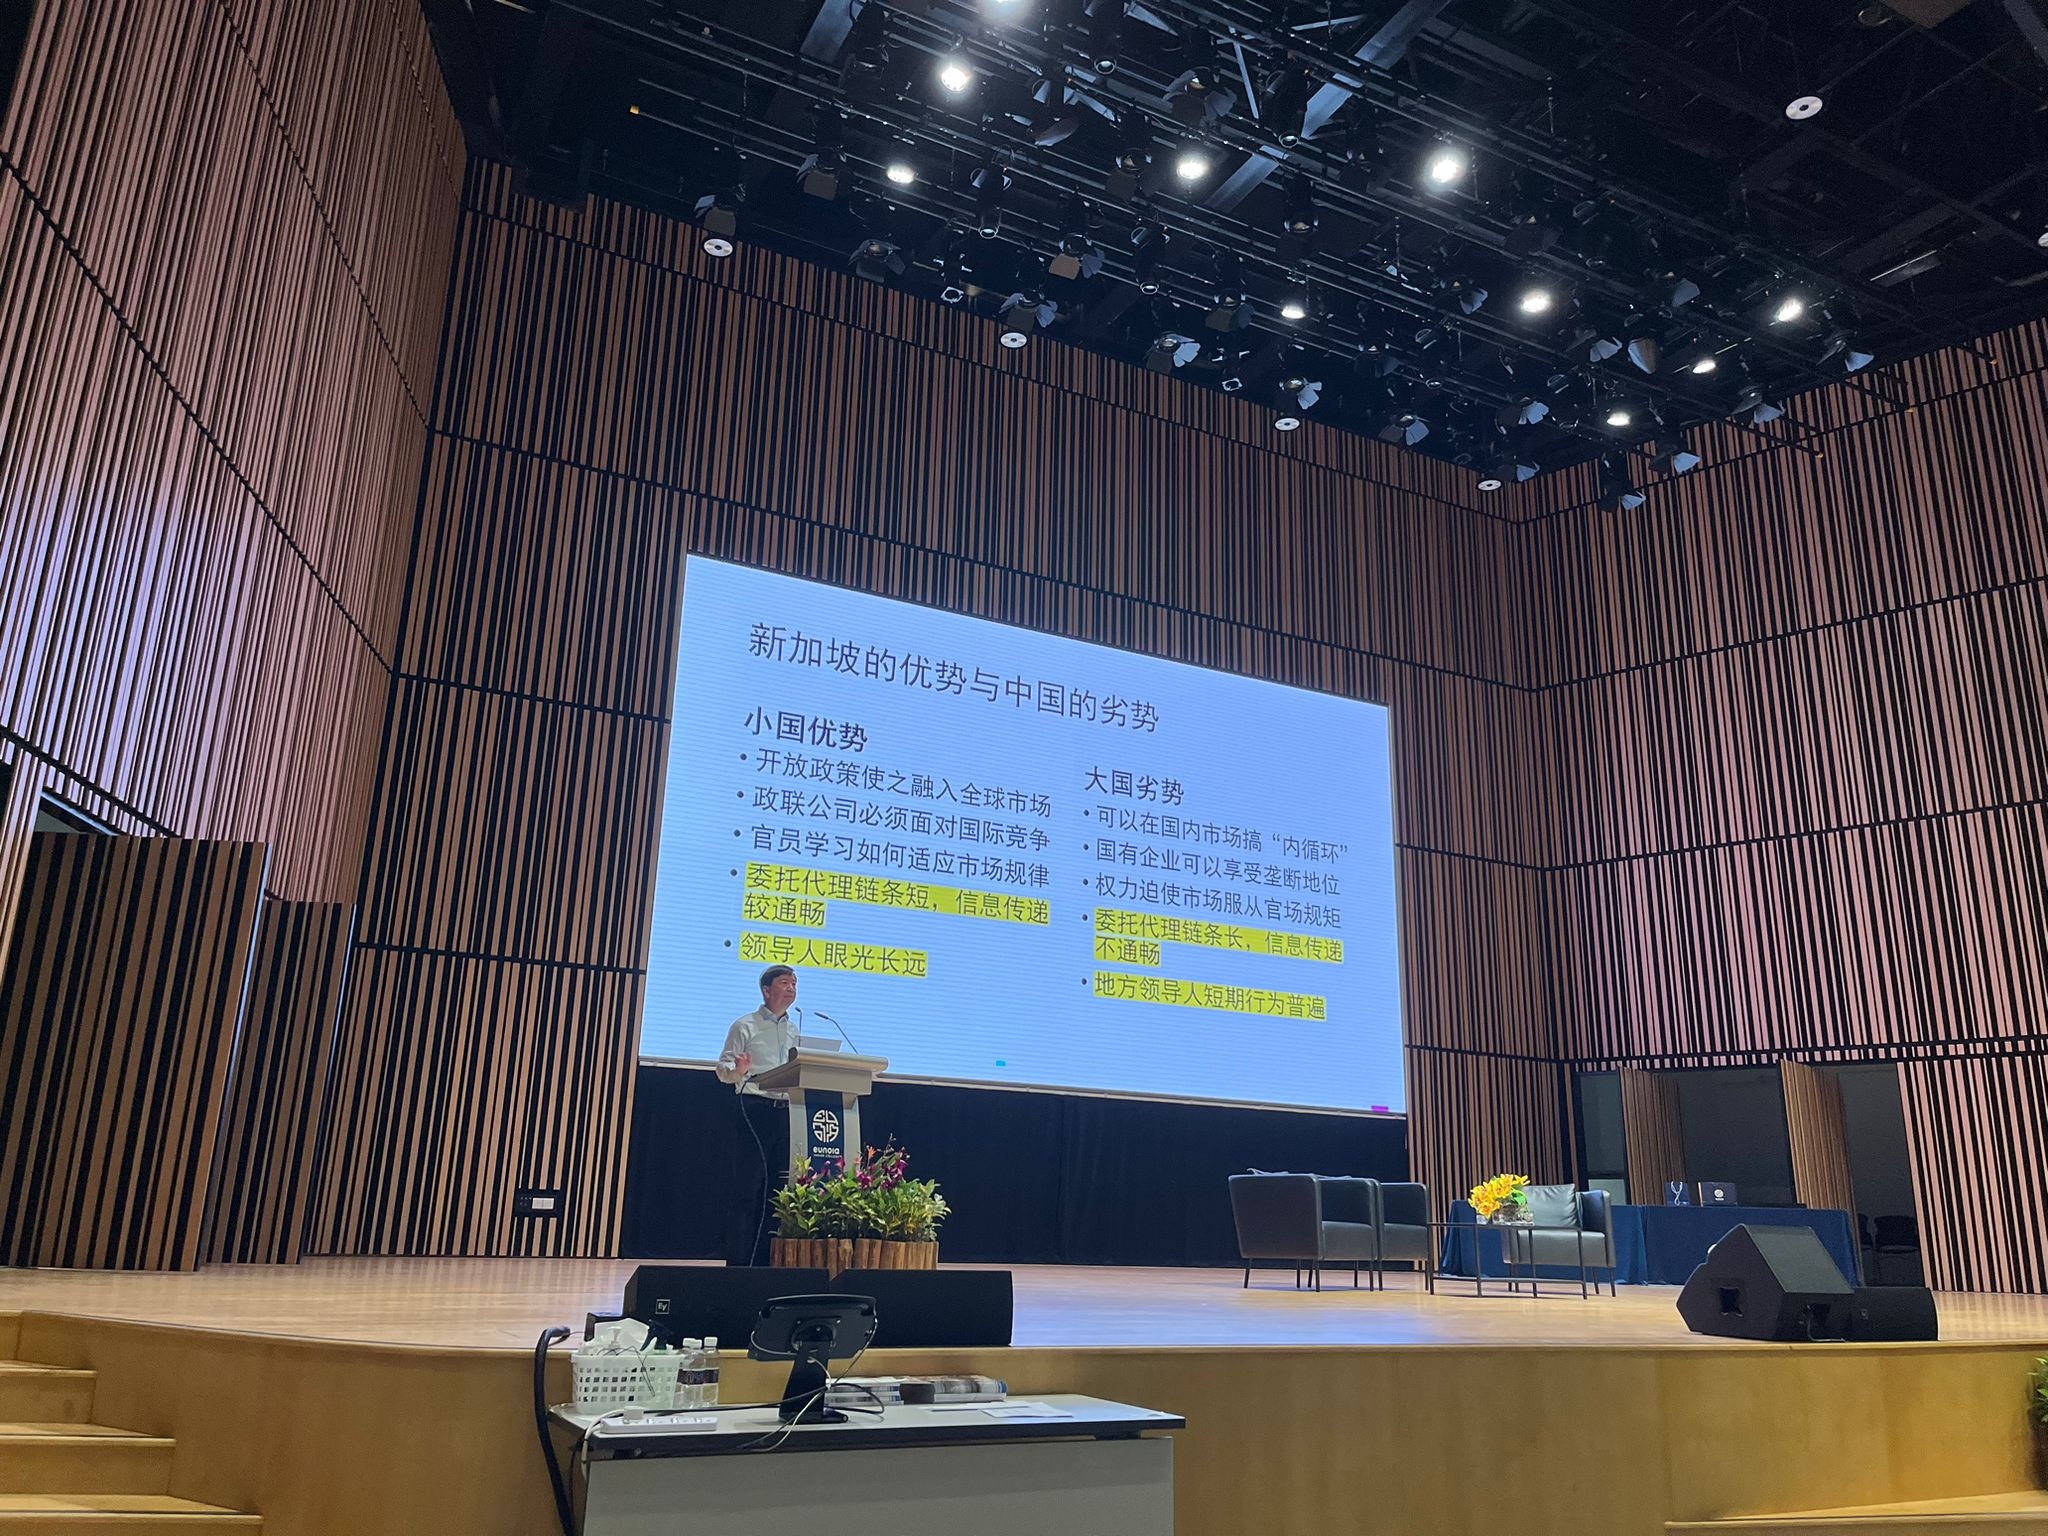 新加坡的优势与中国的劣势
小国优势
• 开放政策使之融入全球市场
• 政联公司必须面对国际竞争
• 官员学习如何适应市场规律
• 委托代理链条短，信息传递
较通畅
• 领导人眼光长远
大国劣势
• 可以在国内市场搞“内循环”
• 国有企业可以享受垄断地位
• 权力迫使市场服从官场规矩
• 委托代理链条长，信息传递
不通畅
• 地方领导人短期行为普遍
eunoia
EV